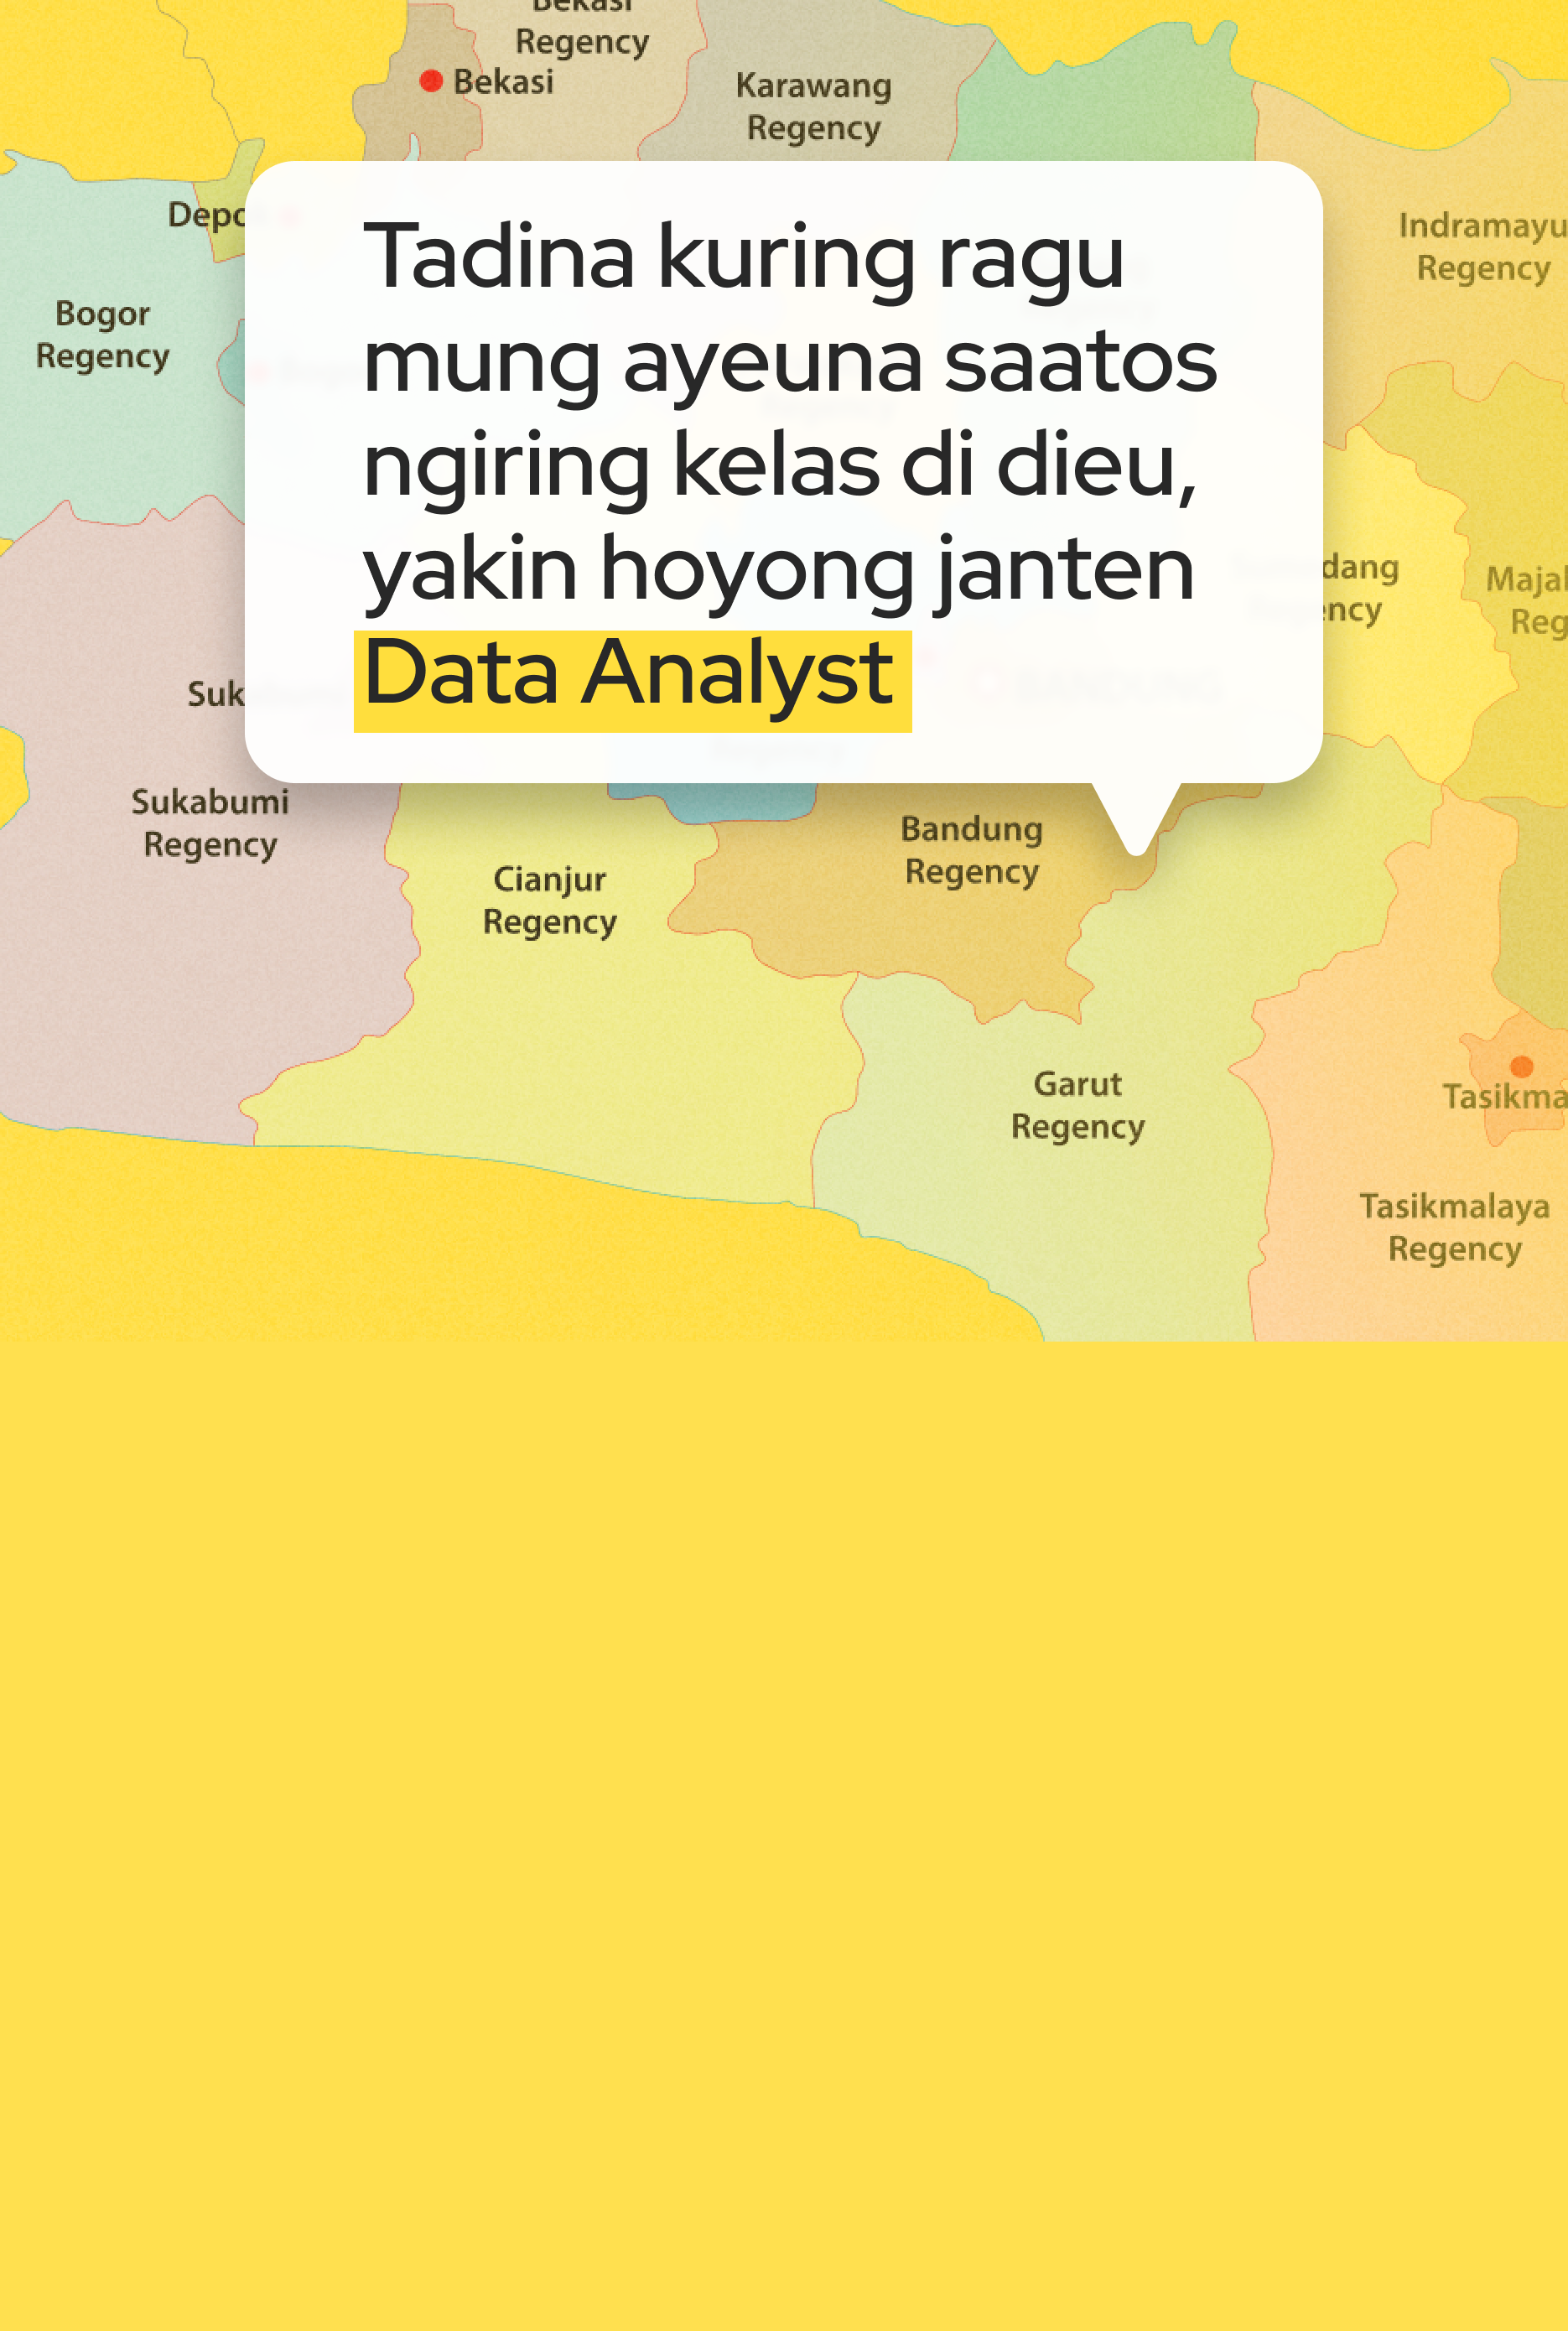 Bekasi
Regency
Bekasi
Karawang
Regency
Indramayu
Regency
Bogor
Regency
Tadina kuring ragu
mung ayeuna saatos
ngiring kelas di dieu,
yakin hoyong janten
Data Analyst
Sukabumi
Regency
Cianjur
Regency
Bandung
Regency
Garut
Regency
Tasikmalaya
Regency